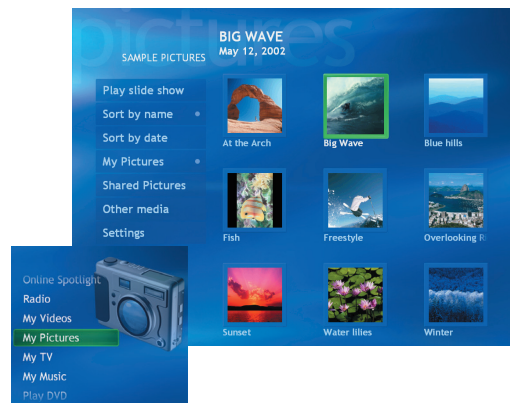 pictures
BIG WAVE
May 12, 2002
SAMPLE PICTURES
Play slide show
Sort by name
Sort by date
My Pictures
Shared Pictures
Other media
Settings
At the Arch
Big Wave
Blue hills
Fish
Freestyle
Overlooking Ri
Sunset
Water lilies
Winter
Online Spotlight
Radio
My Videos
My Pictures
My TV
My Music
Play DVD